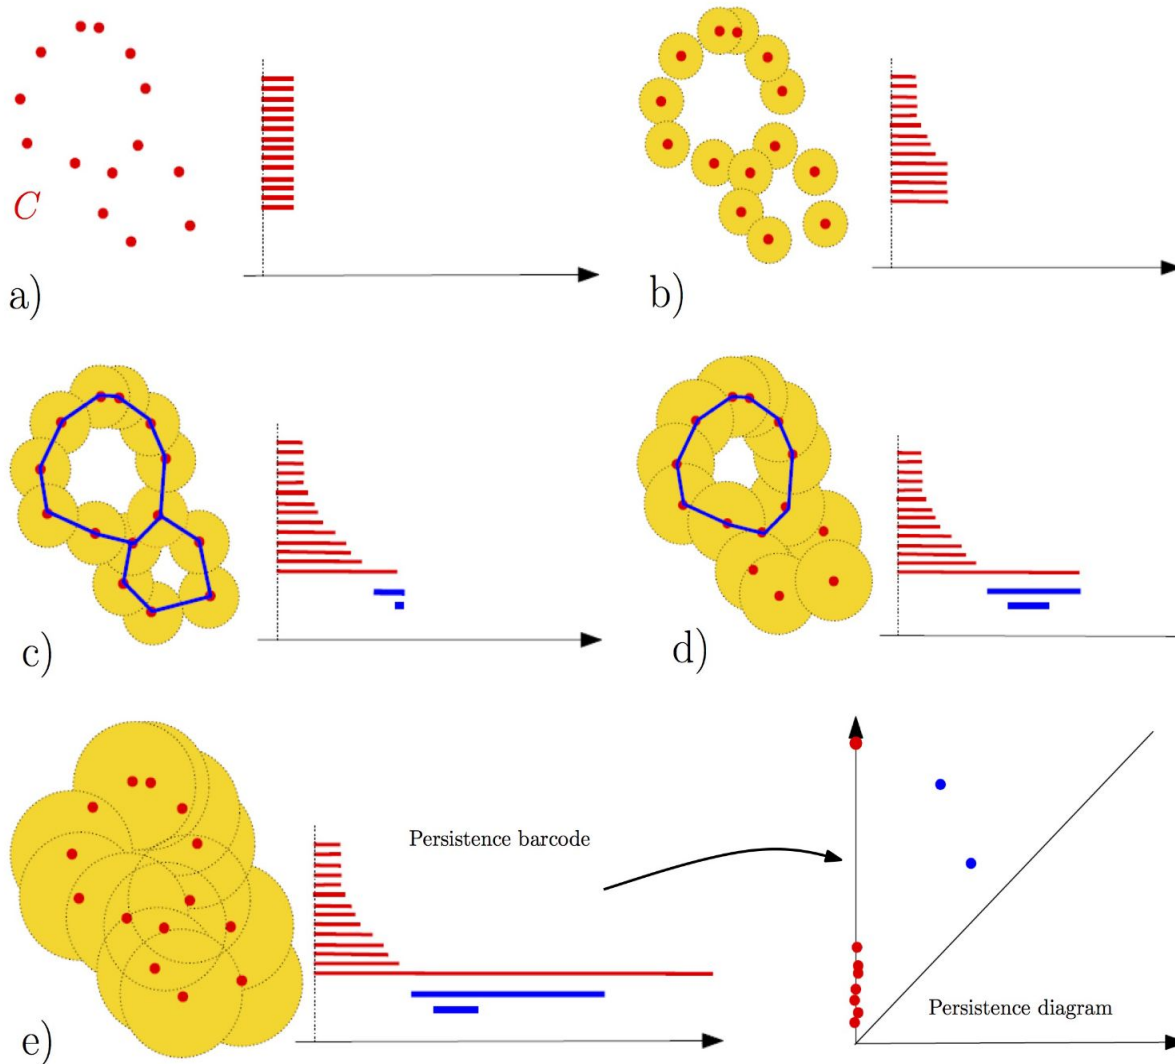 C
a)
b)
c)
d)
Persistence barcode
Persistence diagram
e)